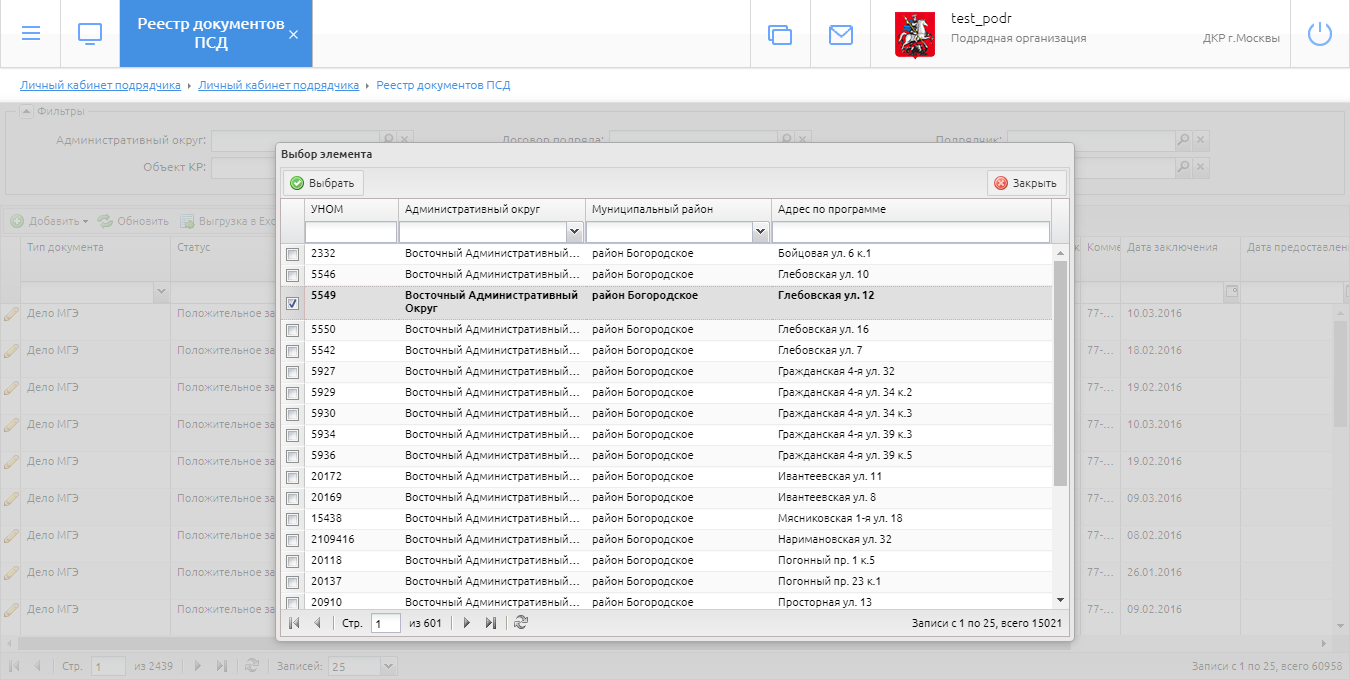 Реестр документов
ПСД
test_podr
Подрядная организация
ДКР г.Москвы
Личный кабинет подрядчика
Личный кабинет подрядчика
Реестр документов ПСД
Фильтры
Административный округ:
Договор подряда:
Подрядчик:
Объект КР:
Выбор элемента
Выбрать
Закрыть
УНОМ Административный округ Муниципальный район Адрес по программе
2332 Восточный Административный... район Богородское Бойцовая ул. 6 к.1
5546 Восточный Административный... район Богородское Глебовская ул. 10
5549 Восточный Административный Округ район Богородское Глебовская ул. 12
5550 Восточный Административный... район Богородское Глебовская ул. 16
5542 Восточный Административный... район Богородское Глебовская ул. 7
5927 Восточный Административный... район Богородское Гражданская 4-я ул. 32
5929 Восточный Административный... район Богородское Гражданская 4-я ул. 34 к.2
5930 Восточный Административный... район Богородское Гражданская 4-я ул. 34 к.3
5934 Восточный Административный... район Богородское Гражданская 4-я ул. 39 к.3
5936 Восточный Административный... район Богородское Гражданская 4-я ул. 39 к.5
20172 Восточный Административный... район Богородское Ивантеевская ул. 11
20169 Восточный Административный... район Богородское Ивантеевская ул. 8
15438 Восточный Административный... район Богородское Мясниковская 1-я ул. 18
2109416 Восточный Административный... район Богородское Наримановская ул. 32
20118 Восточный Административный... район Богородское Погонный пр. 1 к.5
20137 Восточный Административный... район Богородское Погонный пр. 23 к.1
20910 Восточный Административный... район Богородское Просторная ул. 13
Стр. 1 из 601
Записи с 1 по 25, всего 15021
Добавить Обновить Выгрузка в Exc
Тип документа Статус
Комме Дата заключения Дата предоставлен
Дело МГЭ Положительное за 77-... 10.03.2016
Дело МГЭ Положительное за 77-... 18.02.2016
Дело МГЭ Положительное за 77-... 19.02.2016
Дело МГЭ Положительное за 77-... 10.03.2016
Дело МГЭ Положительное за 77-... 19.02.2016
Дело МГЭ Положительное за 77-... 09.03.2016
Дело МГЭ Положительное за 77-... 08.02.2016
Дело МГЭ Положительное за 77-... 26.01.2016
Дело МГЭ Положительное за 77-... 09.02.2016
Стр. 1 из 2439 Записей: 25
Записи с 1 по 25, всего 60958